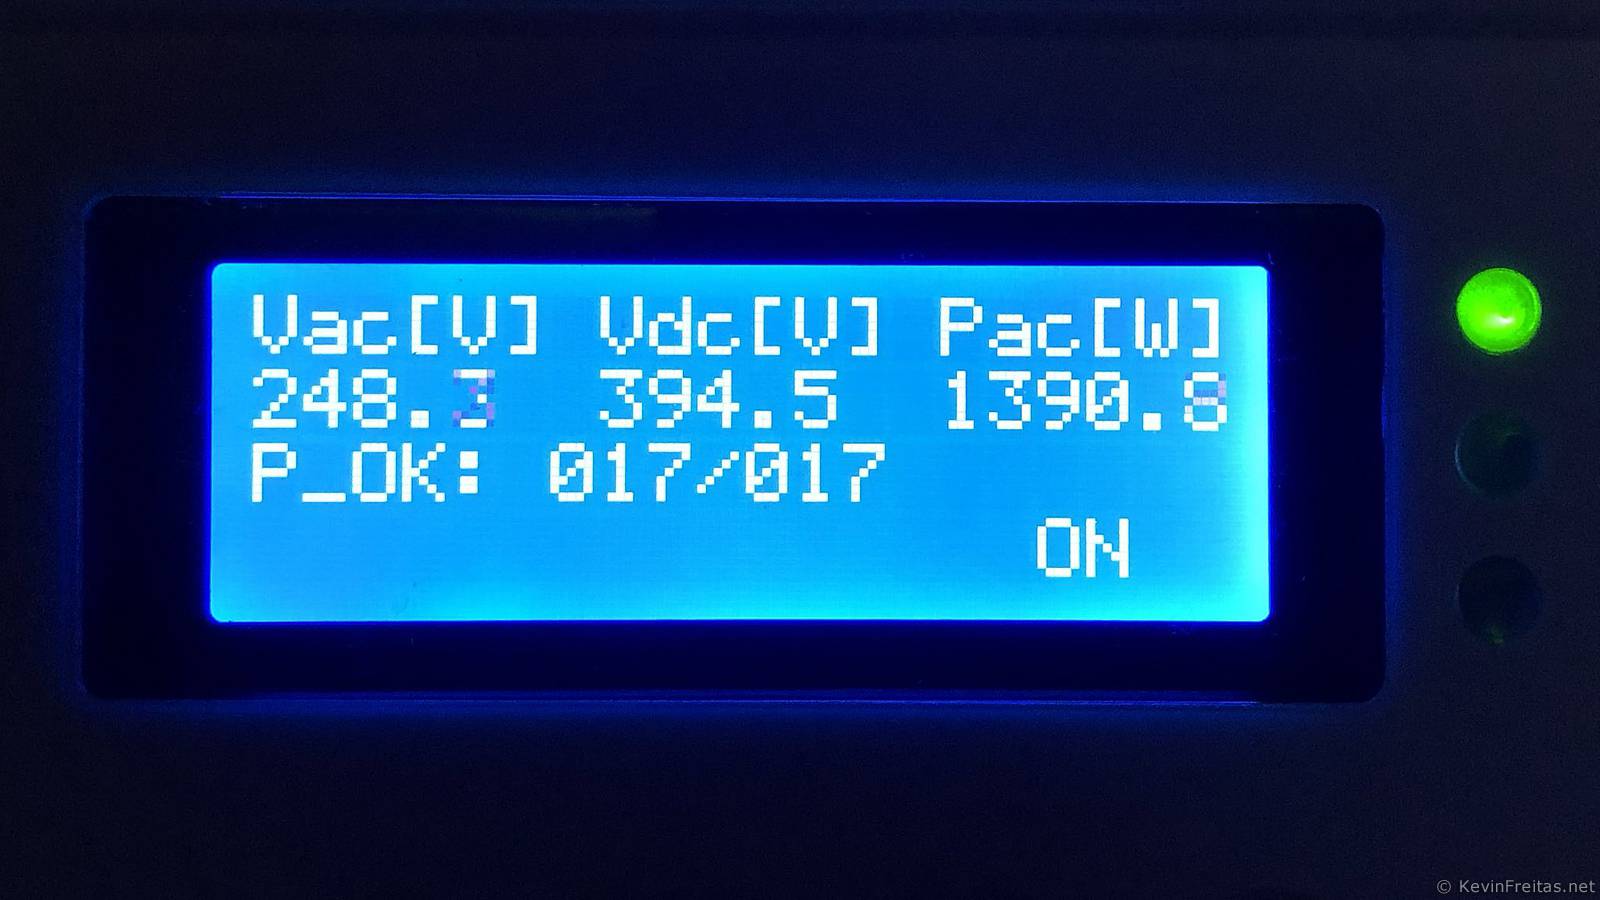 Vac[V] Vdc[V] Pac[W]
248.3 394.5 1390.8
P_OK: 017/017
ON
© KevinFreitas.net